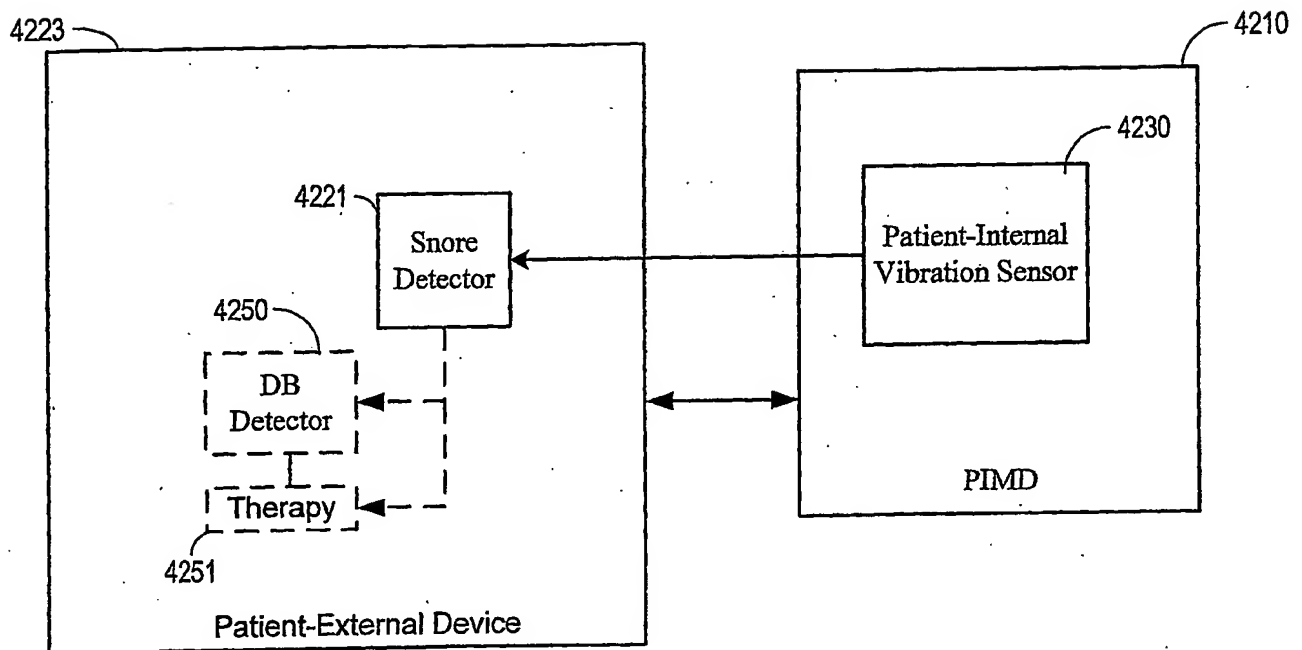 4223
4210
4230
4221
Snore
Detector
Patient-Internal
Vibration Sensor
4250
DB
Detector
Therapy
4251
PIMD
Patient-External Device